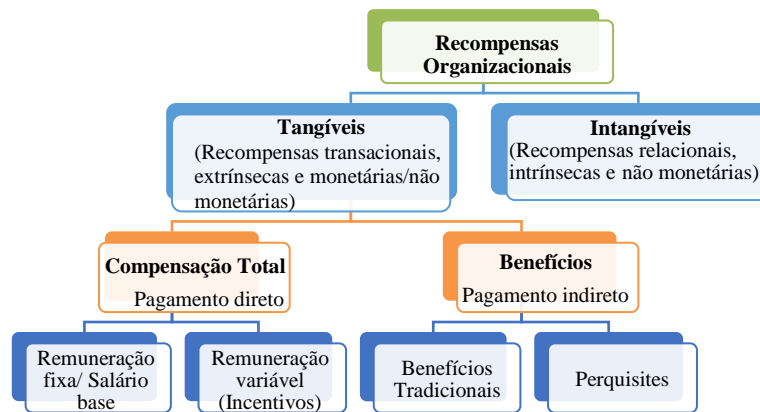 Recompensas
Organizacionais
Tangíveis
(Recompensas transacionais,
extrínsecas e monetárias/não
monetárias)
Intangíveis
(Recompensas relacionais,
intrínsecas e não monetárias)
Compensação Total
Pagamento direto
Benefícios
Pagamento indireto
Remuneração
fixa/ Salário
base
Remuneração
variável
(Incentivos)
Benefícios
Tradicionais
Perquisites